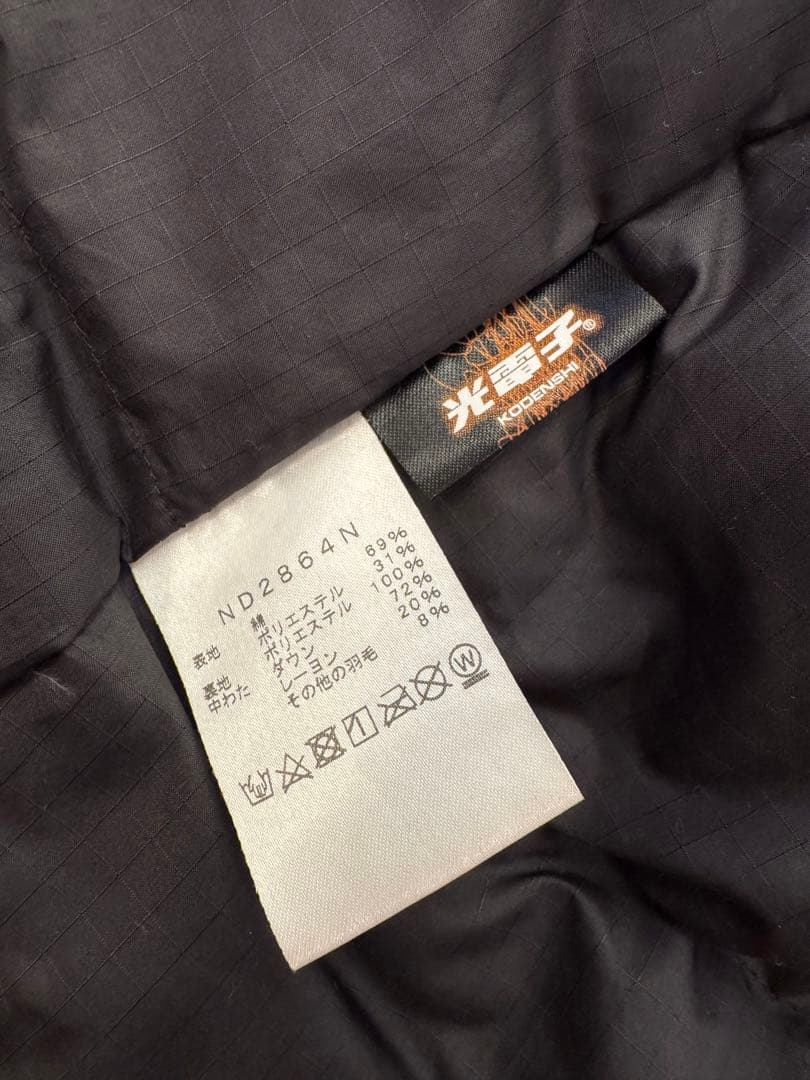 光電子®
KODENSHI
ND2864N
表地 綿 69%
ポリエステル 31%
裏地 ポリエステル 100%
中わた ダウン 72%
レーヨン 20%
その他の羽毛 8%
W